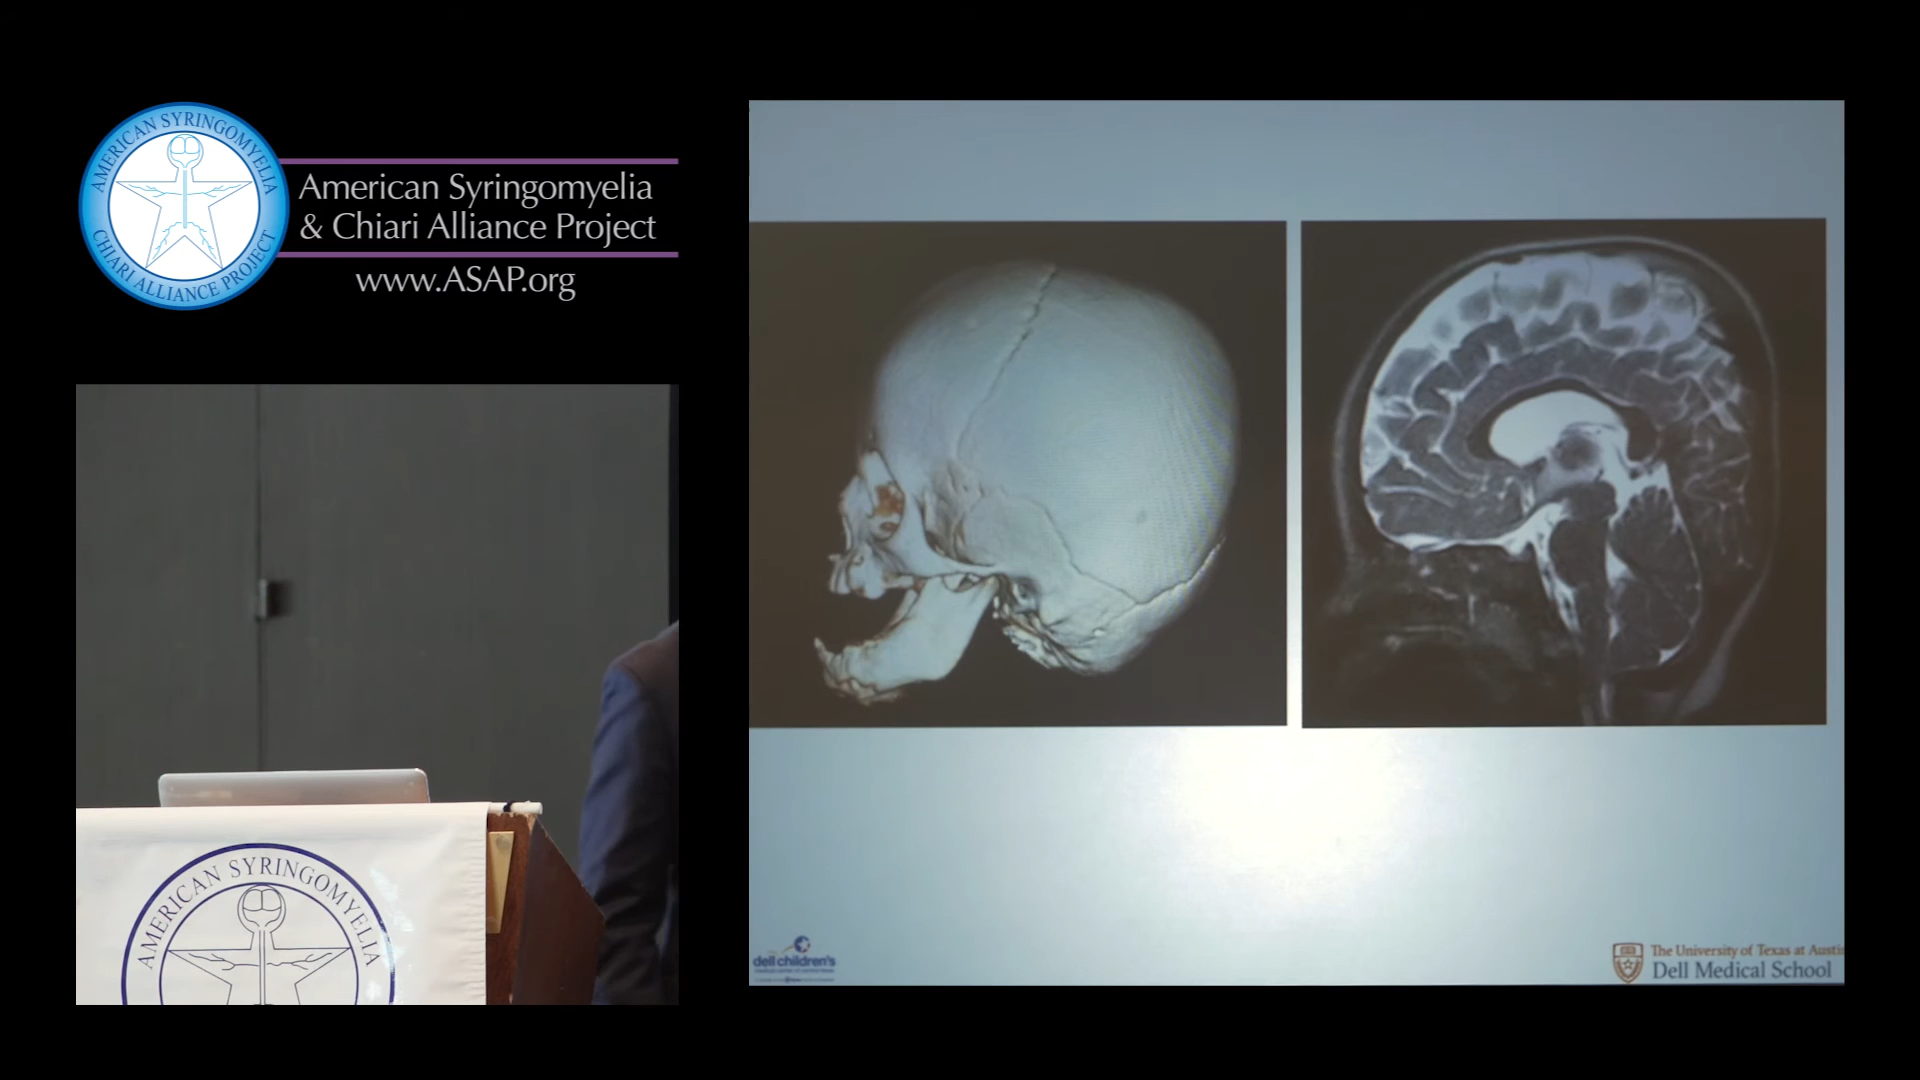 AMERICAN SYRINGOMYELIA
CHIARI ALLIANCE PROJECT
American Syringomyelia
& Chiari Alliance Project
www.ASAP.org
AMERICAN SYRINGOMYELIA
dell children's
The University of Texas at Austi
Dell Medical School